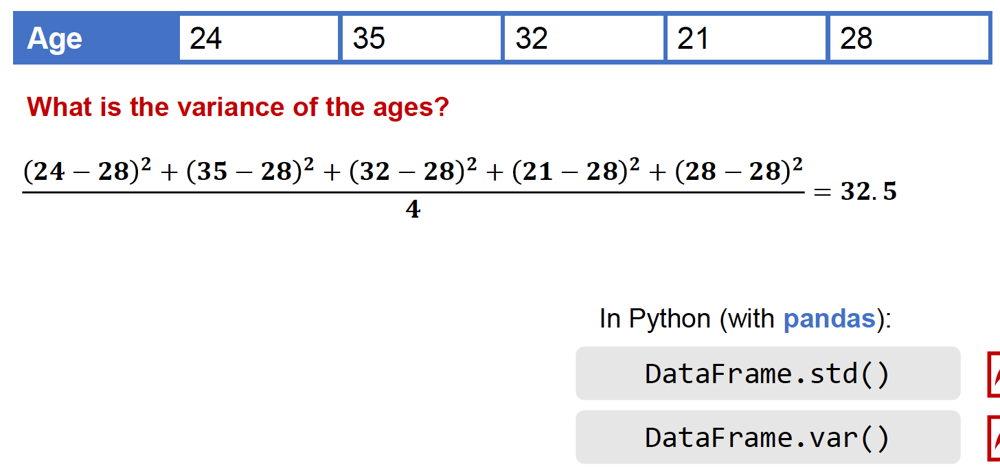 Age 24 35 32 21 28
What is the variance of the ages?
(24 − 28)² + (35 − 28)² + (32 − 28)² + (21 − 28)² + (28 − 28)²
4
= 32.5
In Python (with pandas):
DataFrame.std()
DataFrame.var()